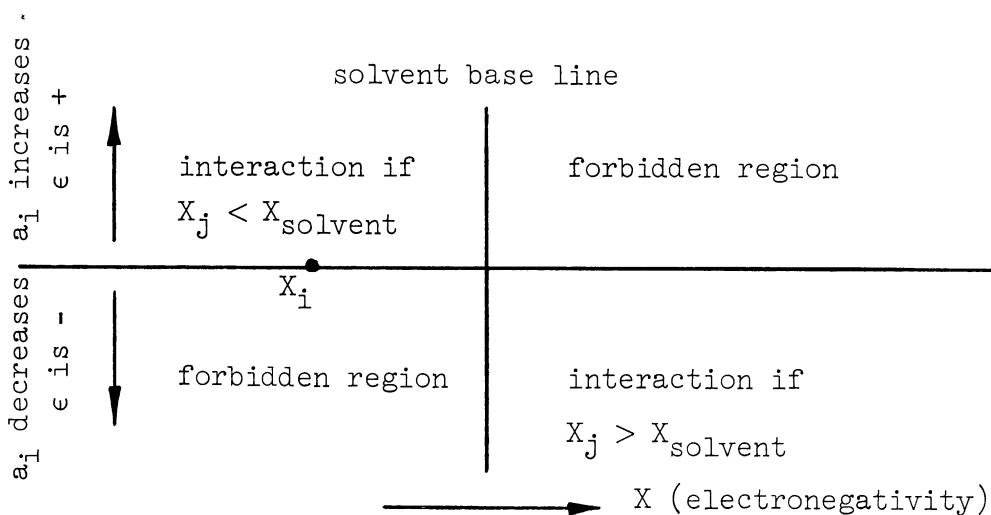 a_i increases
ϵ is +
solvent base line
interaction if
X_j < X_solvent
forbidden region
X_i
a_i decreases
ϵ is -
forbidden region
interaction if
X_j > X_solvent
X (electronegativity)